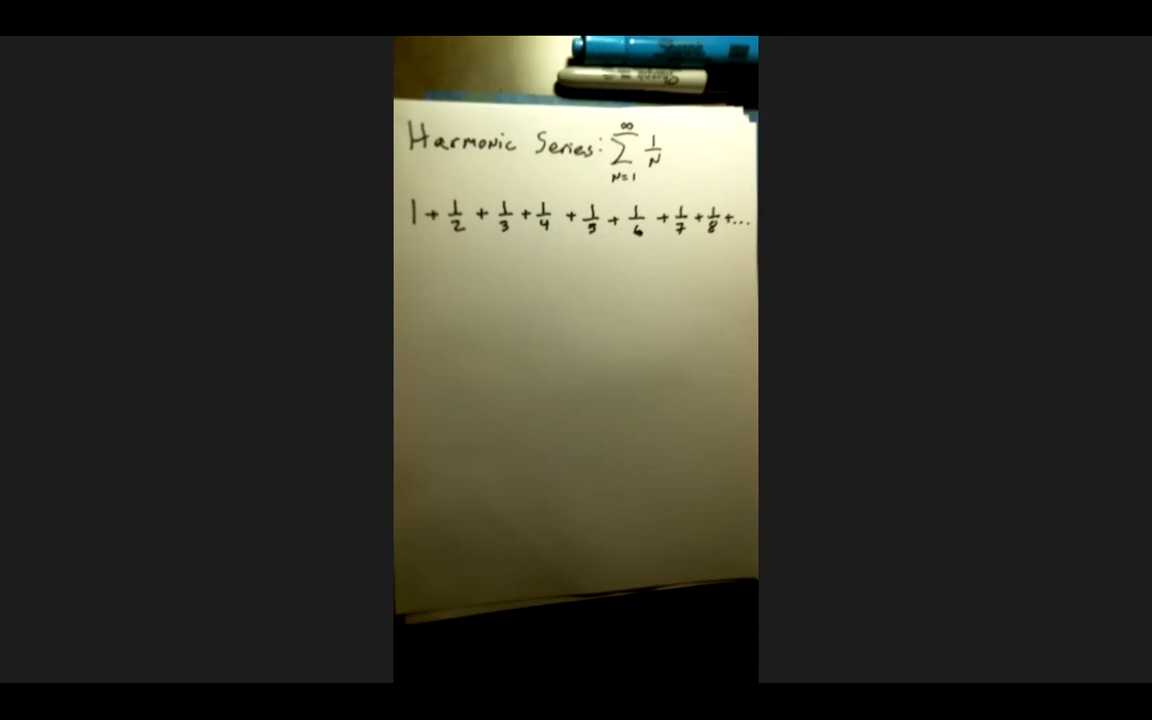 Sharpie
Harmonic Series: ∞∑N=1 1/N
1 + 1/2 + 1/3 + 1/4 + 1/5 + 1/6 + 1/7 + 1/8 + ...